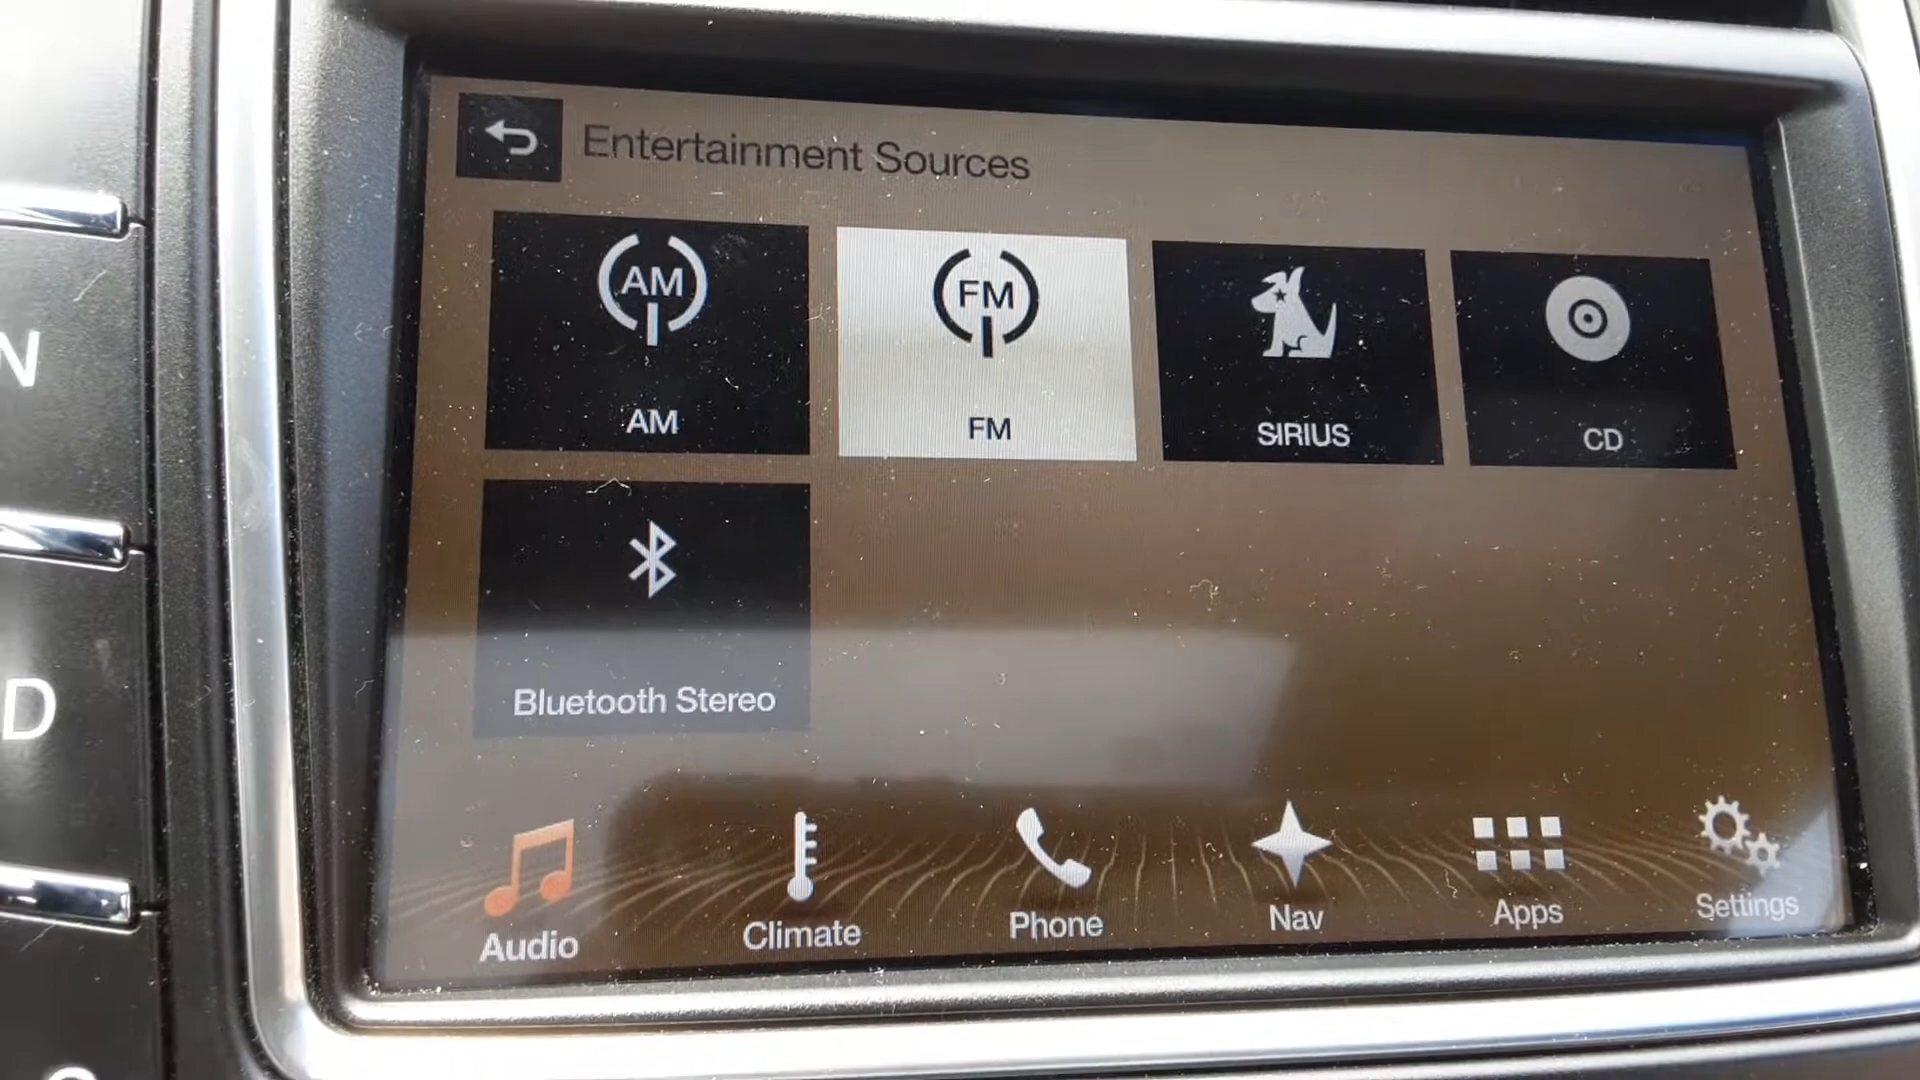 Entertainment Sources
AM
FM
AM
FM
SIRIUS
CD
Bluetooth Stereo
Audio
Climate
Phone
Nav
Apps
Settings
N
D